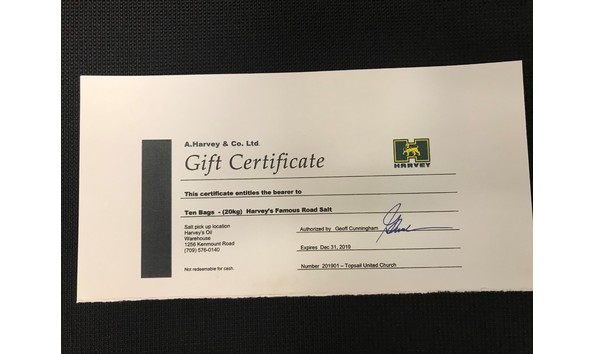 A.Harvey & Co. Ltd.
Gift Certificate
HARVEY
This certificate entitles the bearer to
Ten Bags - (20kg) Harvey's Famous Road Salt
Salt pick up location
Harvey's Oil
Warehouse
1256 Kenmount Road
(709) 576-0140
Not redeemable for cash.
Authorized by Geoff Cunningham
Expires Dec 31, 2019
Number 201901 – Topsail United Church